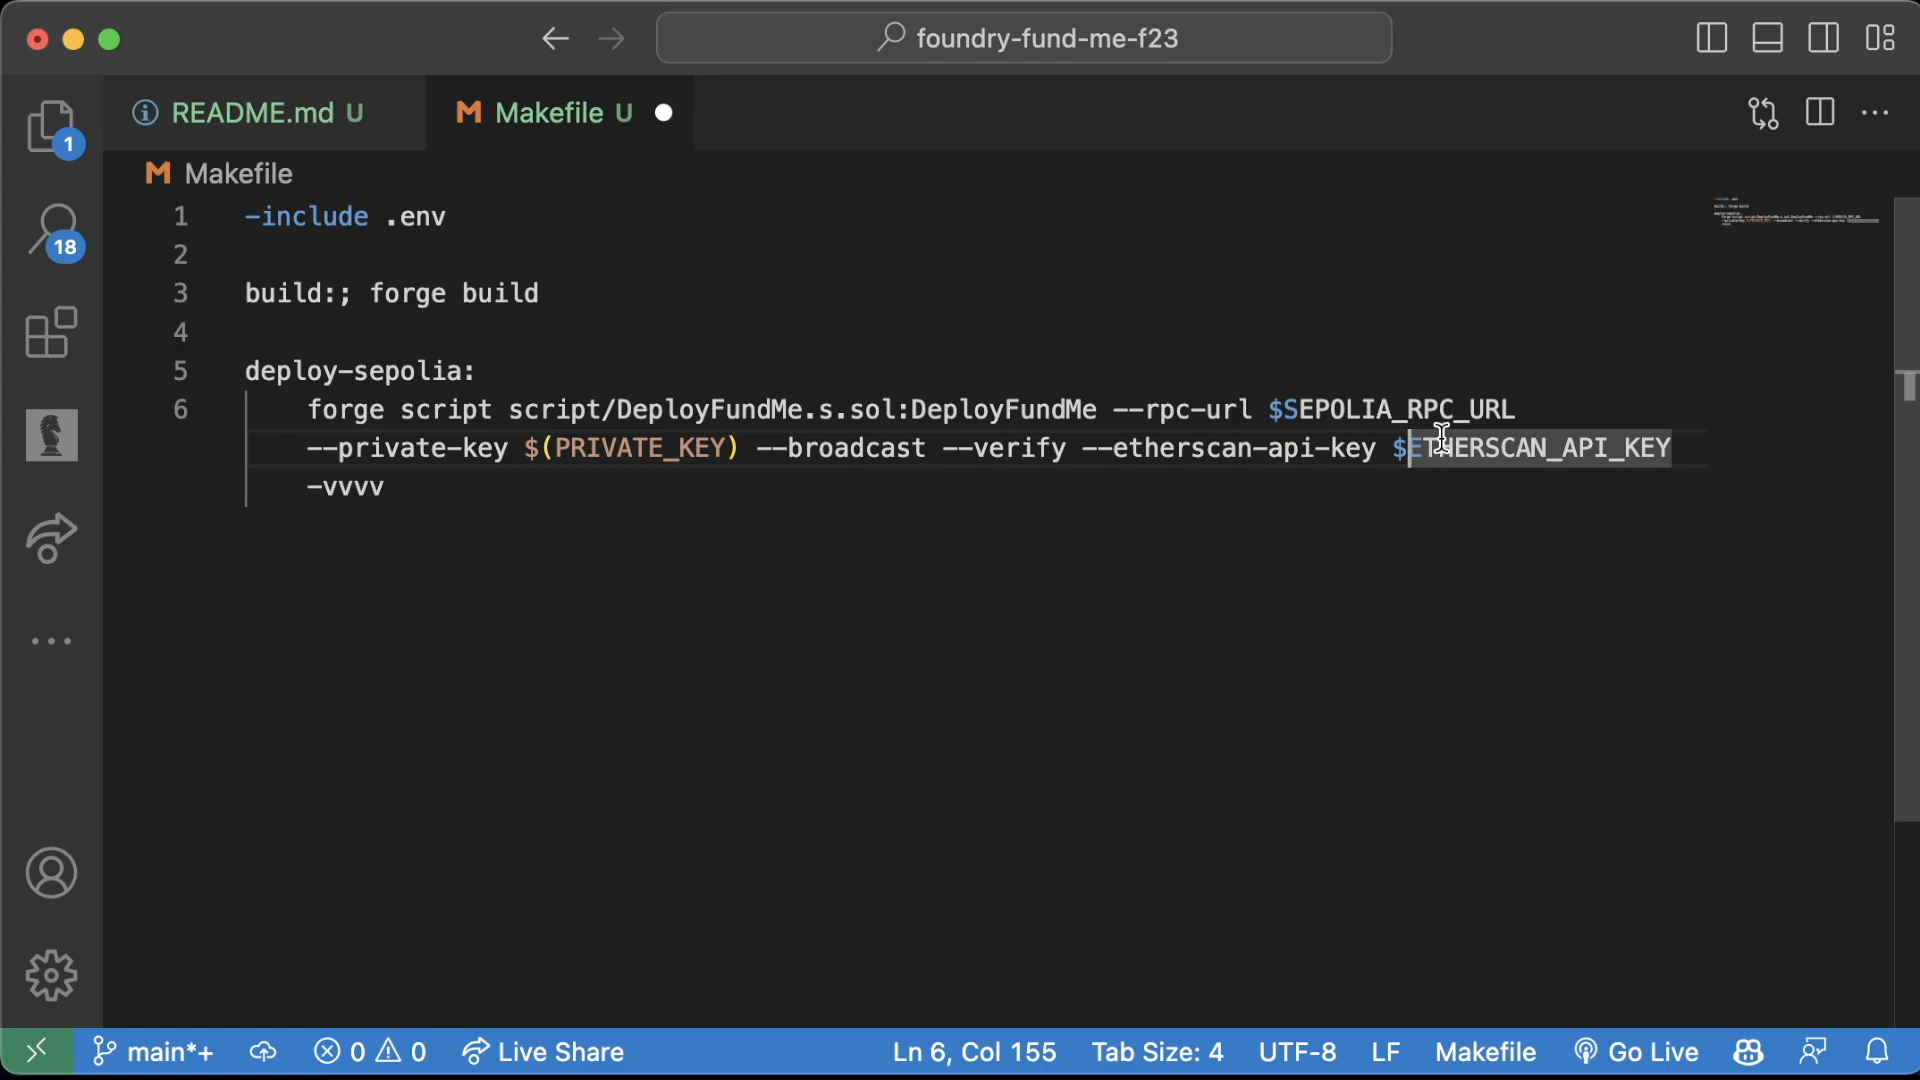 foundry-fund-me-f23
README.md U
M Makefile U
M Makefile
1 -include .env
2
3 build:; forge build
4
5 deploy-sepolia:
6 forge script script/DeployFundMe.s.sol:DeployFundMe --rpc-url $SEPOLIA_RPC_URL
--private-key $(PRIVATE_KEY) --broadcast --verify --etherscan-api-key $ETHERSCAN_API_KEY
-vvvv
1
18
main*+ 0 0 Live Share Ln 6, Col 155 Tab Size: 4 UTF-8 LF Makefile Go Live